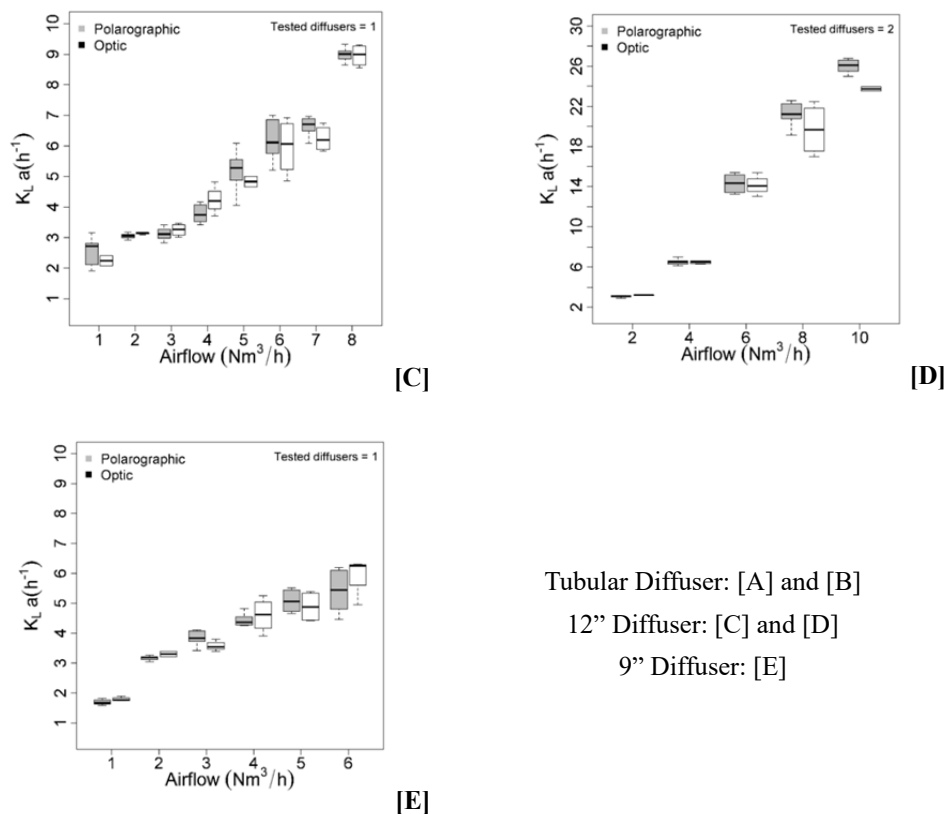 10
9
8
7
6
5
4
3
2
1
K_L a(h⁻¹)
Polarographic
Optic
Tested diffusers = 1
1 2 3 4 5 6 7 8
Airflow (Nm³/h)
[C]
30
26
22
18
14
10
6
2
K_L a(h⁻¹)
Polarographic
Optic
Tested diffusers = 2
2 4 6 8 10
Airflow (Nm³/h)
[D]
10
9
8
7
6
5
4
3
2
1
K_L a(h⁻¹)
Polarographic
Optic
Tested diffusers = 1
1 2 3 4 5 6
Airflow (Nm³/h)
[E]
Tubular Diffuser: [A] and [B]
12” Diffuser: [C] and [D]
9” Diffuser: [E]